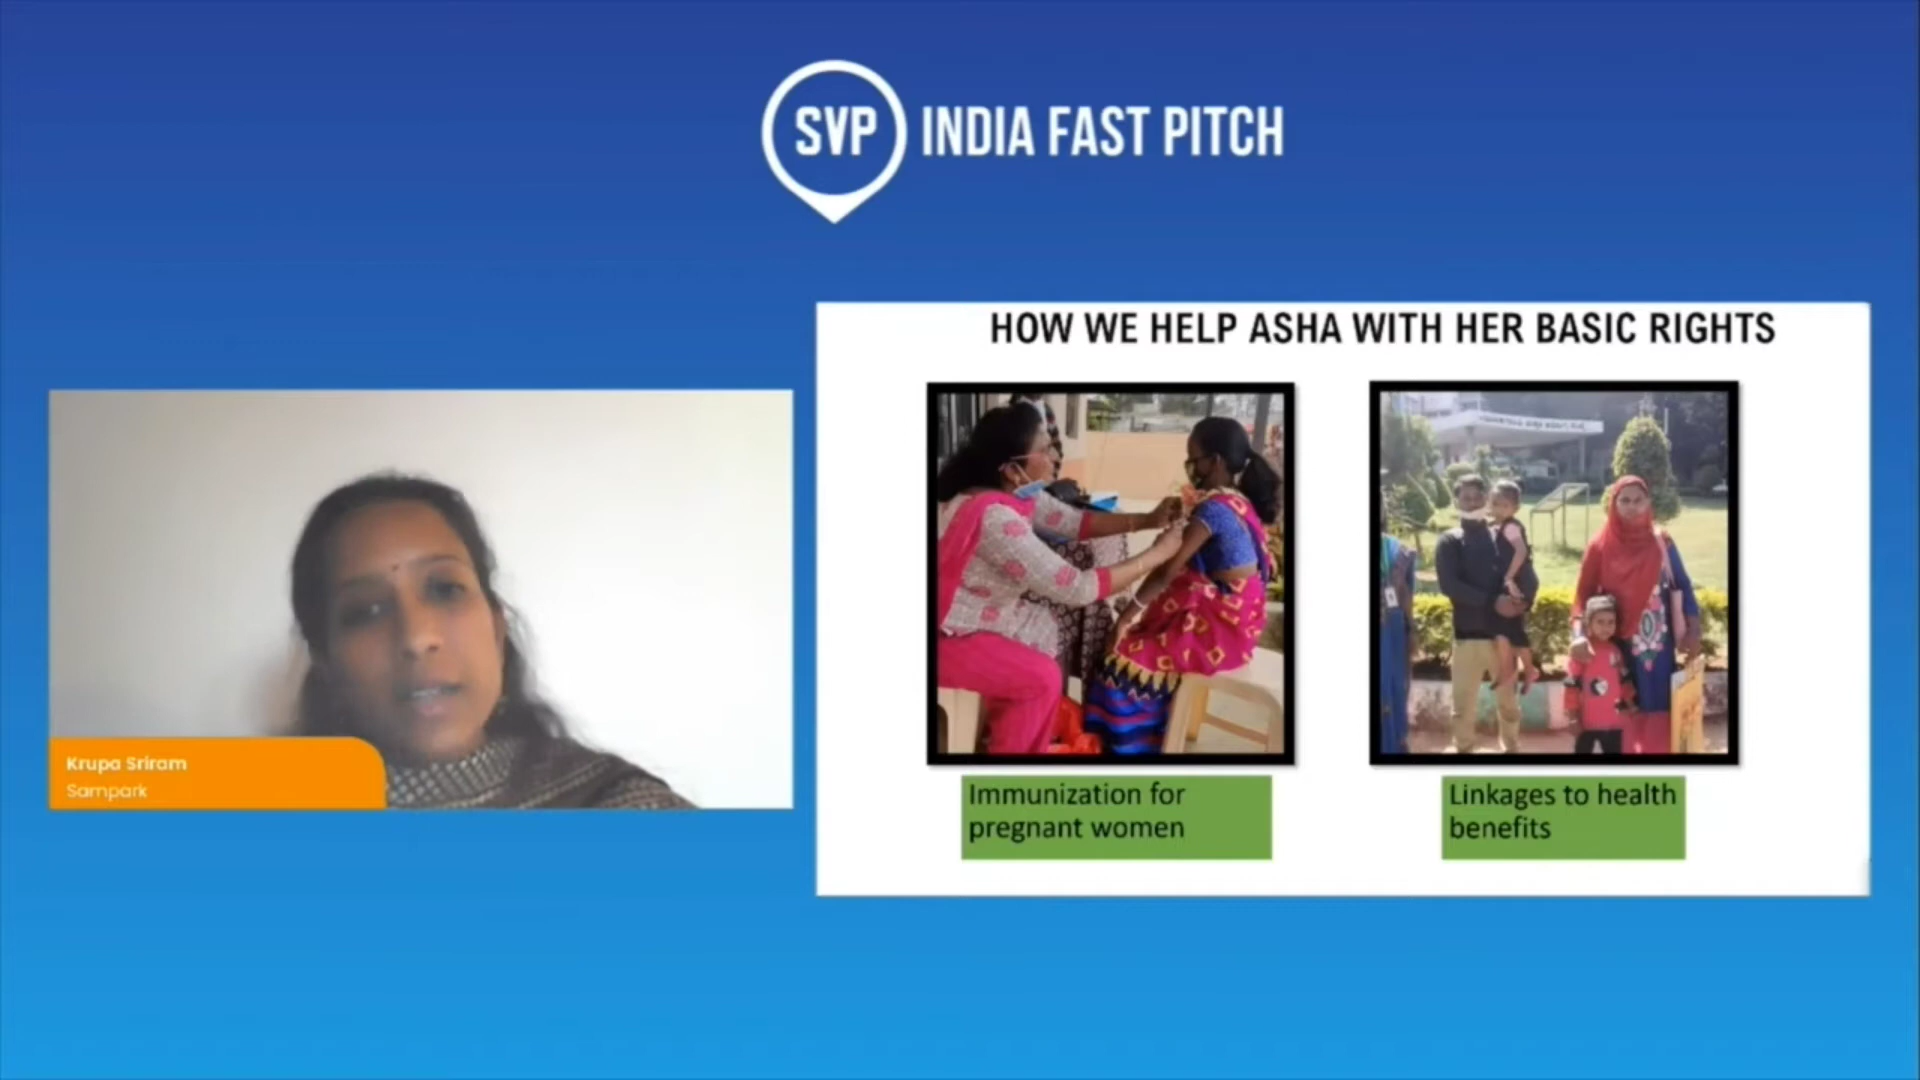 SVP INDIA FAST PITCH
HOW WE HELP ASHA WITH HER BASIC RIGHTS
Krupa Sriram
Sampark
Immunization for
pregnant women
Linkages to health
benefits